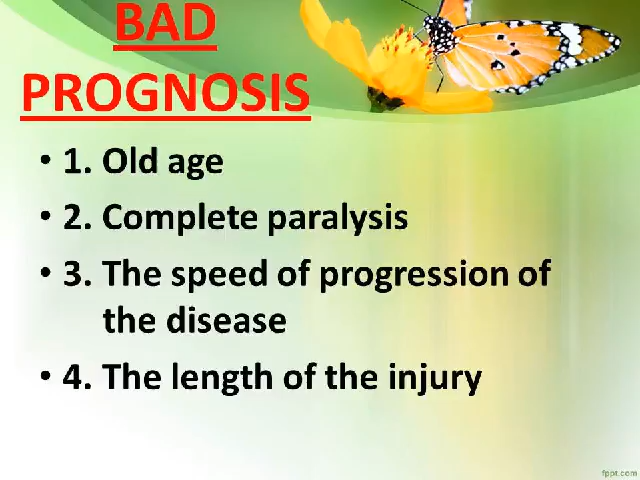 BAD
PROGNOSIS
• 1. Old age
• 2. Complete paralysis
• 3. The speed of progression of
the disease
• 4. The length of the injury
fppt.com